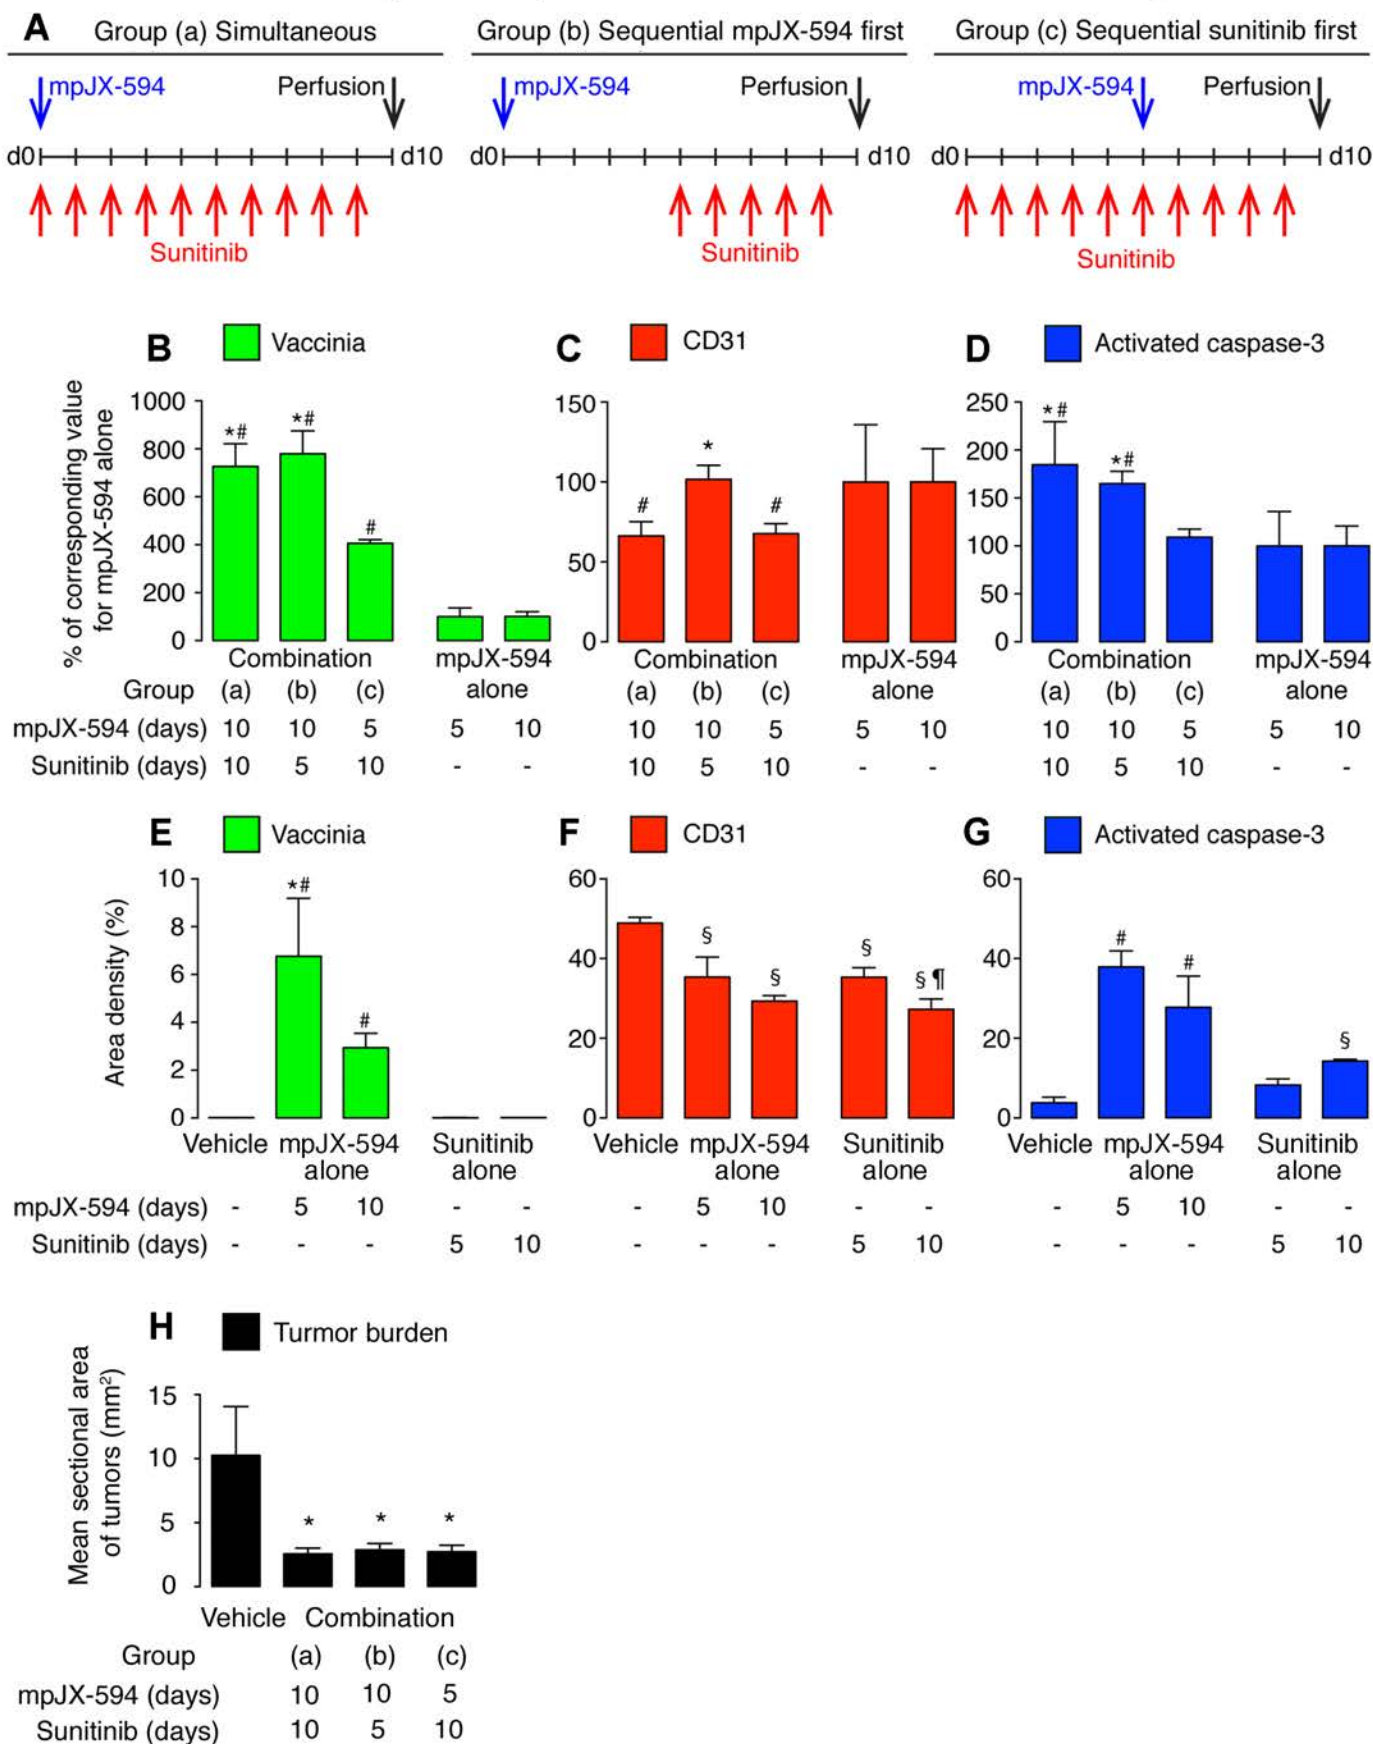 A
Group (a) Simultaneous
Group (b) Sequential mpJX-594 first
Group (c) Sequential sunitinib first
mpJX-594 Perfusion
mpJX-594 Perfusion
mpJX-594 Perfusion
d0 d10
d0 d10
d0 d10
Sunitinib
Sunitinib
Sunitinib
B Vaccinia
% of corresponding value
for mpJX-594 alone
1000
800
600
400
200
0
*#
*#
#
Combination mpJX-594
alone
Group (a) (b) (c)
mpJX-594 (days) 10 10 5 5 10
Sunitinib (days) 10 5 10 - -
C CD31
150
100
50
0
#
*
#
Combination mpJX-594
alone
(a) (b) (c)
10 10 5 5 10
10 5 10 - -
D Activated caspase-3
250
200
150
100
50
0
*#
*#
Combination mpJX-594
alone
(a) (b) (c)
10 10 5 5 10
10 5 10 - -
E Vaccinia
Area density (%)
10
8
6
4
2
0
*#
#
Vehicle mpJX-594 Sunitinib
alone alone
mpJX-594 (days) - 5 10 - -
Sunitinib (days) - - - 5 10
F CD31
60
40
20
0
§
§
§
§ ¶
Vehicle mpJX-594 Sunitinib
alone alone
- 5 10 - -
- - - 5 10
G Activated caspase-3
60
40
20
0
#
#
§
Vehicle mpJX-594 Sunitinib
alone alone
- 5 10 - -
- - - 5 10
H Turmor burden
Mean sectional area
of tumors (mm²)
15
10
5
0
*
*
*
Vehicle Combination
Group (a) (b) (c)
mpJX-594 (days) 10 10 5
Sunitinib (days) 10 5 10